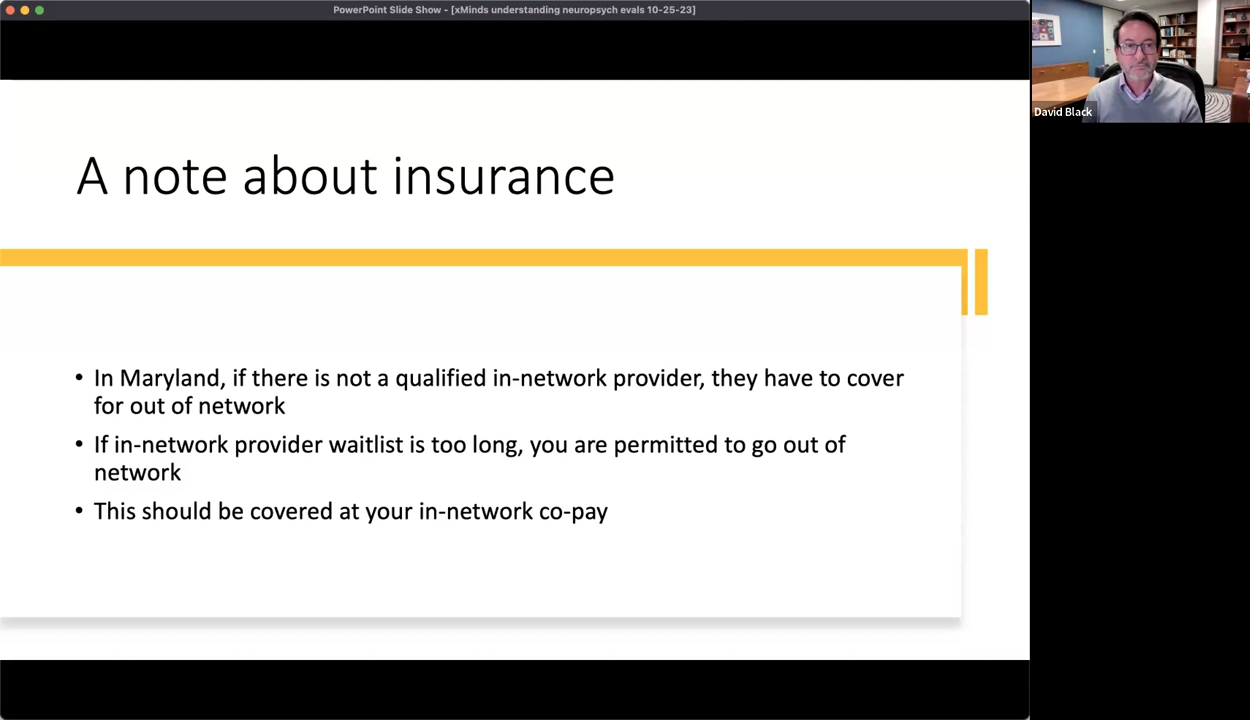 PowerPoint Slide Show - [xMinds understanding neuropsych evals 10-25-23]
David Black
A note about insurance
• In Maryland, if there is not a qualified in-network provider, they have to cover
for out of network
• If in-network provider waitlist is too long, you are permitted to go out of
network
• This should be covered at your in-network co-pay